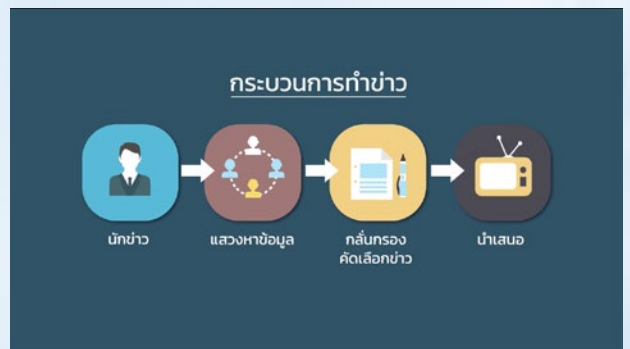 กระบวนการทำข่าว
นักข่าว
แสวงหาข้อมูล
กลั่นกรอง
คัดเลือกข่าว
นำเสนอ